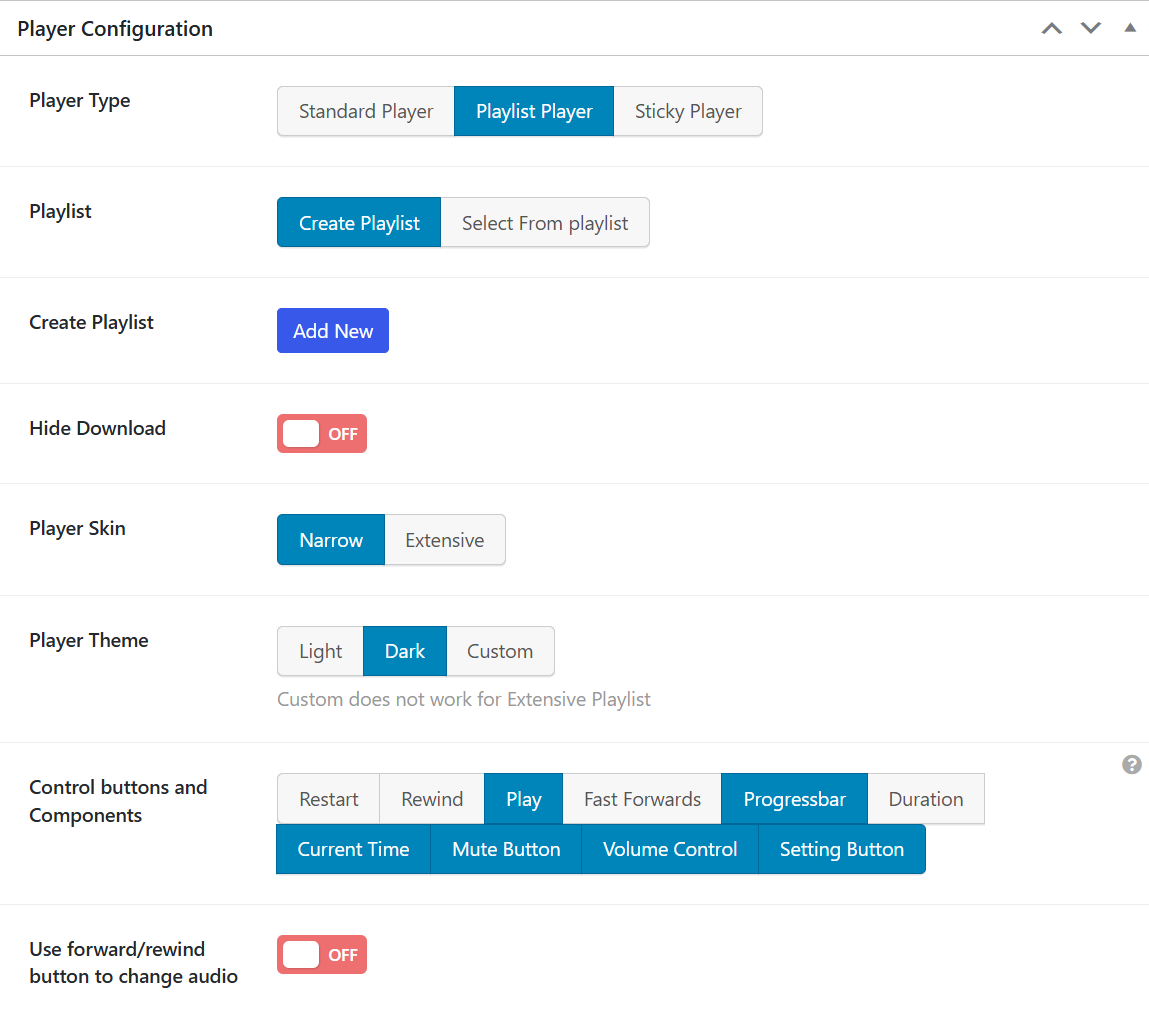 Player Configuration
Player Type
Standard Player Playlist Player Sticky Player
Playlist
Create Playlist Select From playlist
Create Playlist
Add New
Hide Download
OFF
Player Skin
Narrow Extensive
Player Theme
Light Dark Custom
Custom does not work for Extensive Playlist
Control buttons and
Components
Restart Rewind Play Fast Forwards Progressbar Duration
Current Time Mute Button Volume Control Setting Button
?
Use forward/rewind
button to change audio
OFF